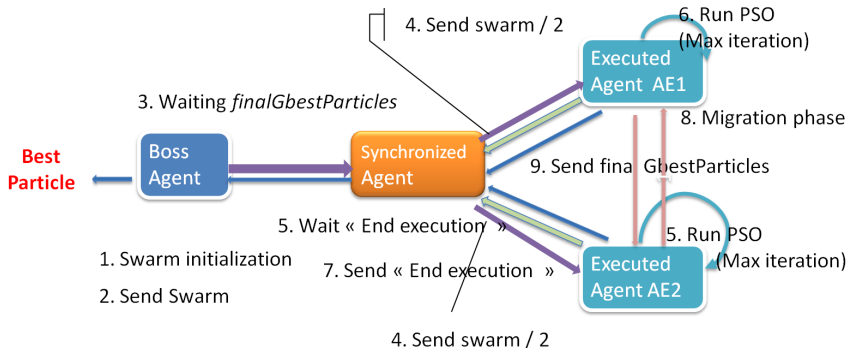 4. Send swarm / 2
6. Run PSO
(Max iteration)
Executed
Agent AE1
3. Waiting finalGbestParticles
8. Migration phase
Best
Particle
Boss
Agent
Synchronized
Agent
9. Send final GbestParticles
5. Wait « End execution »
5. Run PSO
(Max iteration)
1. Swarm initialization
7. Send « End execution »
Executed
Agent AE2
2. Send Swarm
4. Send swarm / 2